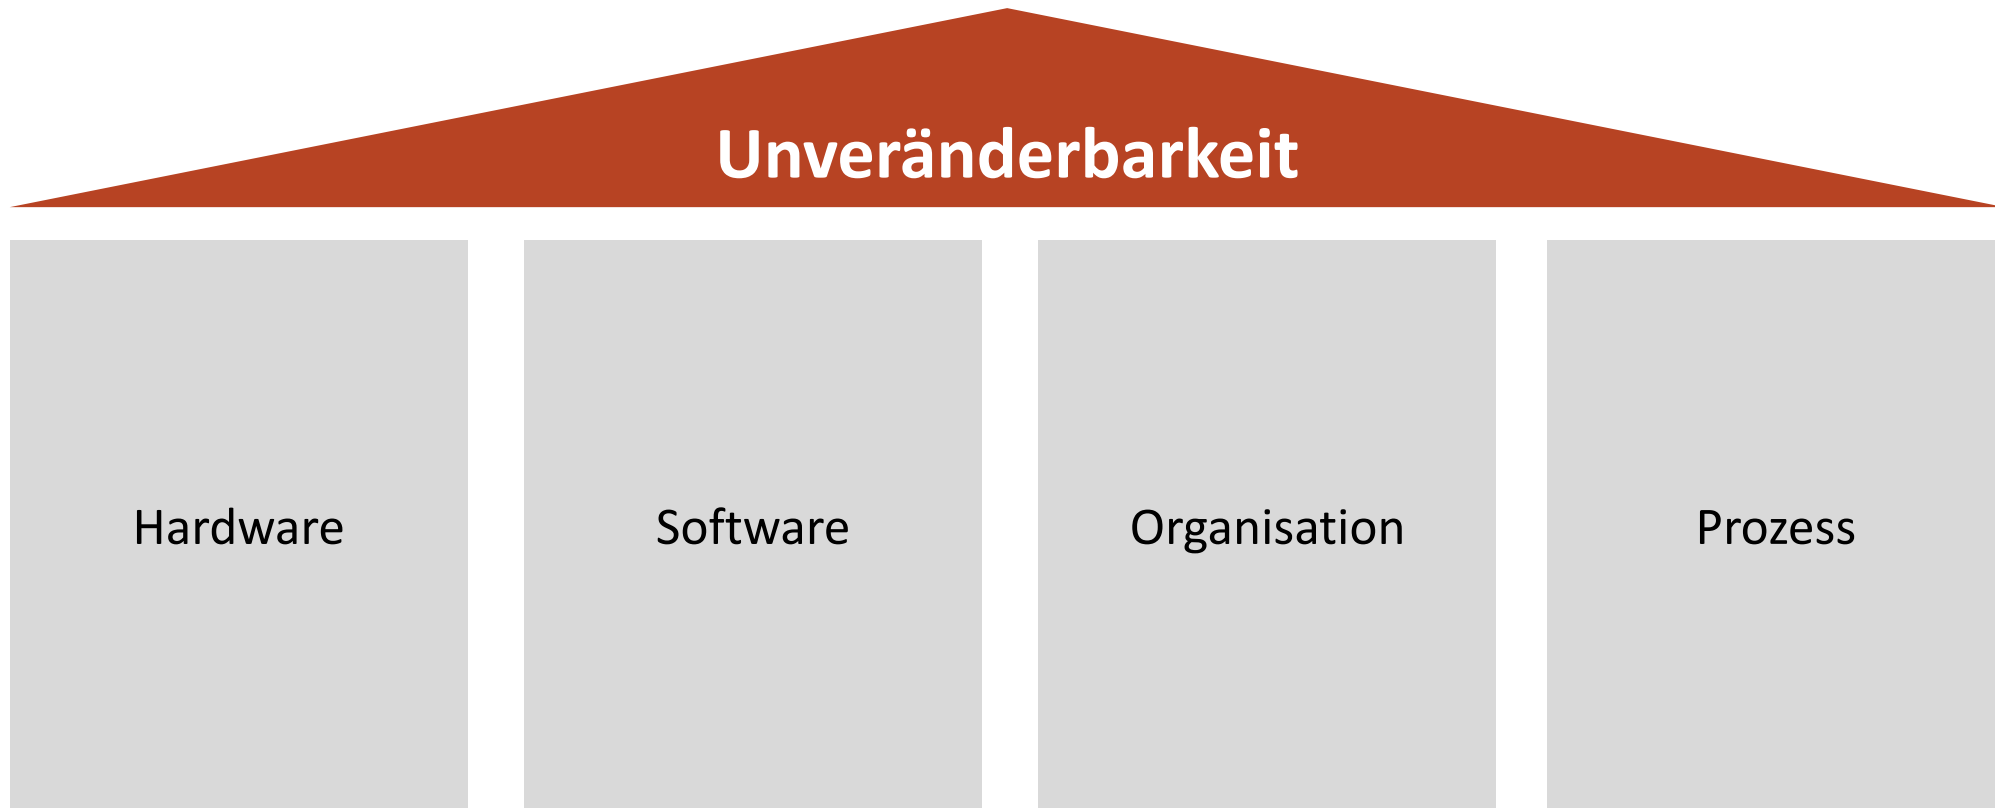 Unveränderbarkeit
Hardware
Software
Organisation
Prozess